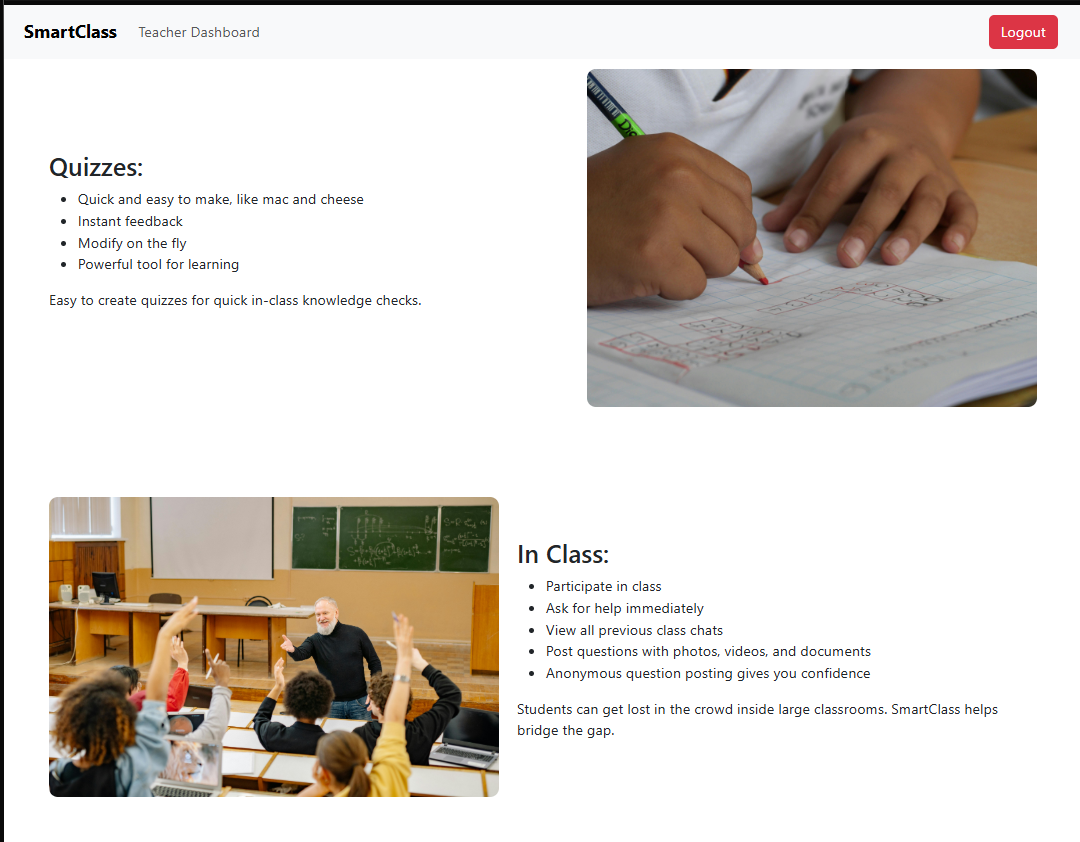 SmartClass Teacher Dashboard Logout
Quizzes:
Quick and easy to make, like mac and cheese
Instant feedback
Modify on the fly
Powerful tool for learning
Easy to create quizzes for quick in-class knowledge checks.
In Class:
Participate in class
Ask for help immediately
View all previous class chats
Post questions with photos, videos, and documents
Anonymous question posting gives you confidence
Students can get lost in the crowd inside large classrooms. SmartClass helps
bridge the gap.